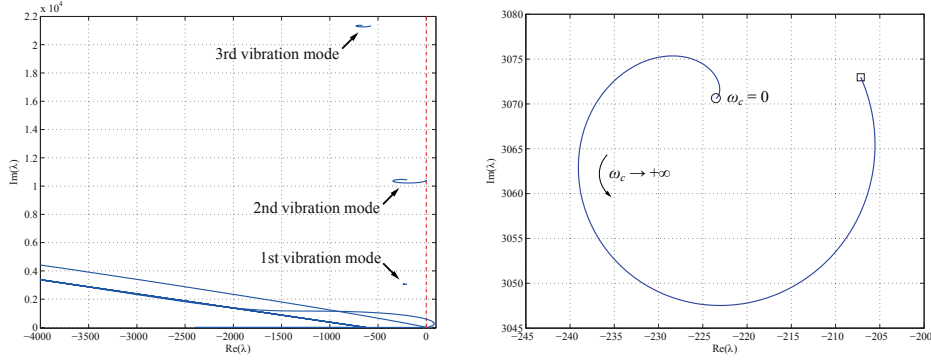 2.2
x 10⁴
2
1.8
1.6
1.4
1.2
1
0.8
0.6
0.4
0.2
0
3rd vibration mode
2nd vibration mode
1st vibration mode
Im(λ)
−4000 −3500 −3000 −2500 −2000 −1500 −1000 −500 0
Re(λ)
3080
3075
3070
3065
3060
3055
3050
3045
ω_c = 0
ω_c → +∞
Im(λ)
−245 −240 −235 −230 −225 −220 −215 −210 −205 −200
Re(λ)